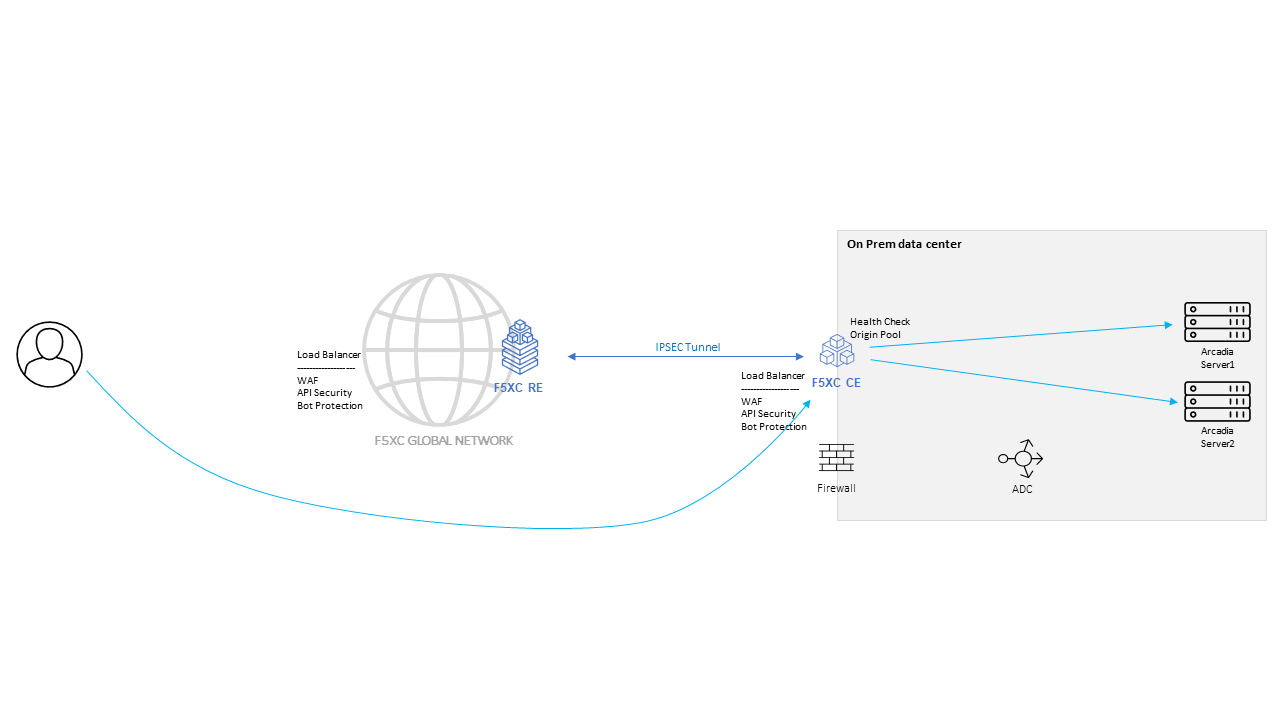 On Prem data center
Health Check
Origin Pool
IPSEC Tunnel
Load Balancer
-------------------
WAF
API Security
Bot Protection
F5XC RE
F5XC GLOBAL NETWORK
Load Balancer
-------------------
WAF
API Security
Bot Protection
F5XC CE
Arcadia
Server1
Arcadia
Server2
Firewall
ADC